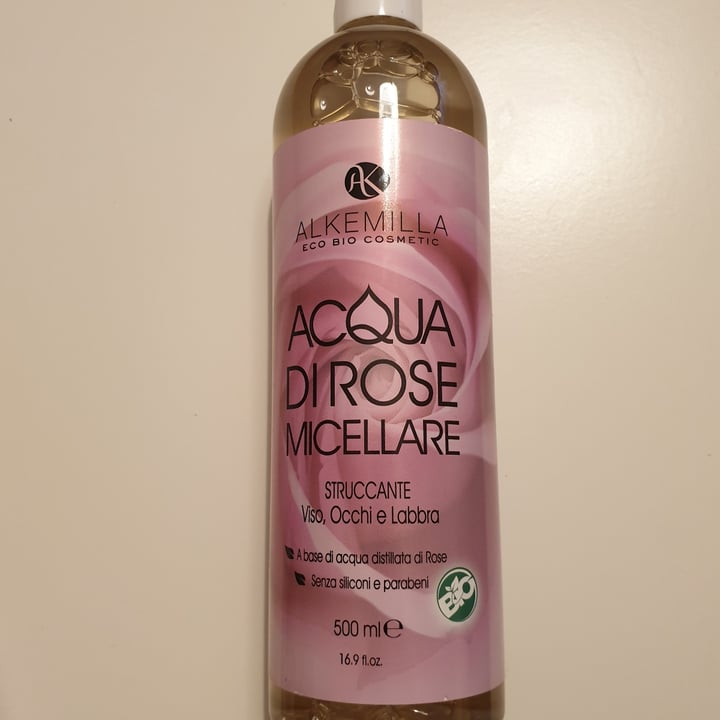 AK
ALKEMILLA
ECO BIO COSMETIC
ACQUA
DI ROSE
MICELLARE
STRUCCANTE
Viso, Occhi e Labbra
A base di acqua distillata di Rose
Senza siliconi e parabeni
BIO
500 ml ℮
16.9 fl.oz.